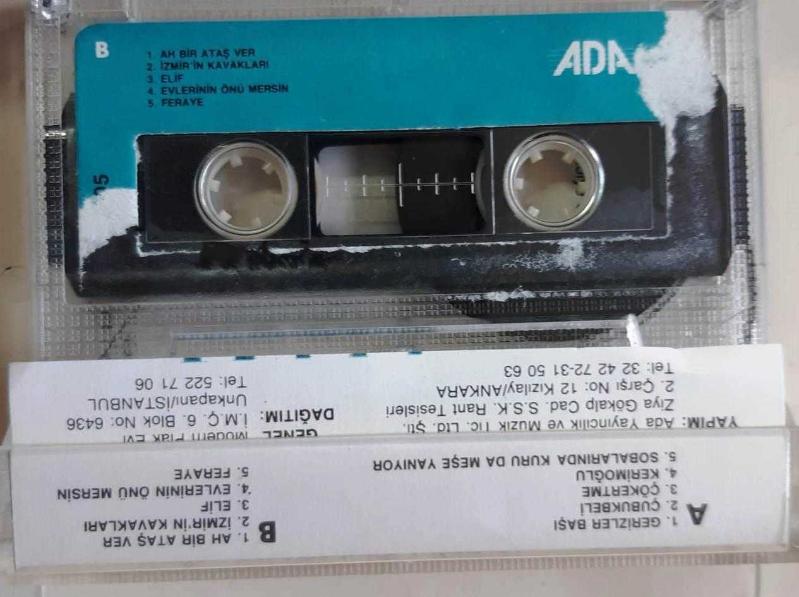 B
1. AH BİR ATAŞ VER
2. İZMİR'İN KAVAKLARI
3. ELİF
4. EVLERİNİN ÖNÜ MERSİN
5. FERAYE
ADA
A
1. GERİZLER BAŞI
2. ÇUBUKBELİ
3. ÇÖKERTME
4. KERİMOĞLU
5. SOBALARINDA KURU DA MEŞE YANIYOR
B
1. AH BİR ATAŞ VER
2. İZMİR'İN KAVAKLARI
3. ELİF
4. EVLERİNİN ÖNÜ MERSİN
5. FERAYE
YAPIM: Ada Yayıncılık ve Müzik Tic. Ltd. Şti.
Ziya Gökalp Cad. S.S.K. Rant Tesisleri
2. Çarşı No: 12 Kızılay/ANKARA
Tel: 32 42 72-31 50 63
GENEL
DAĞITIM:
Modern Plak Evi
İ.M.Ç. 6. Blok No: 6436
Unkapanı/İSTANBUL
Tel: 522 71 06